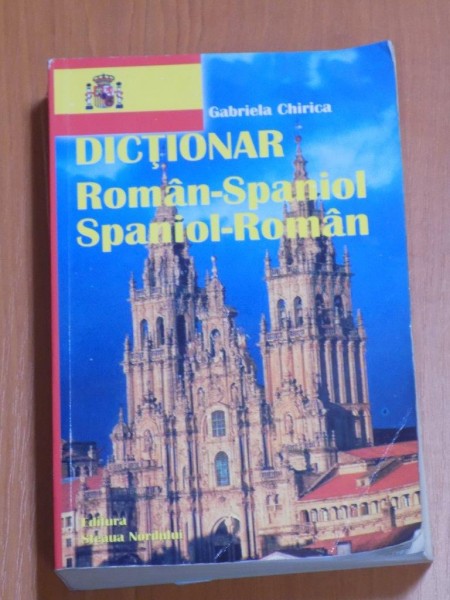 Gabriela Chirica
DICŢIONAR
Român-Spaniol
Spaniol-Român
Editura
Steaua Nordului